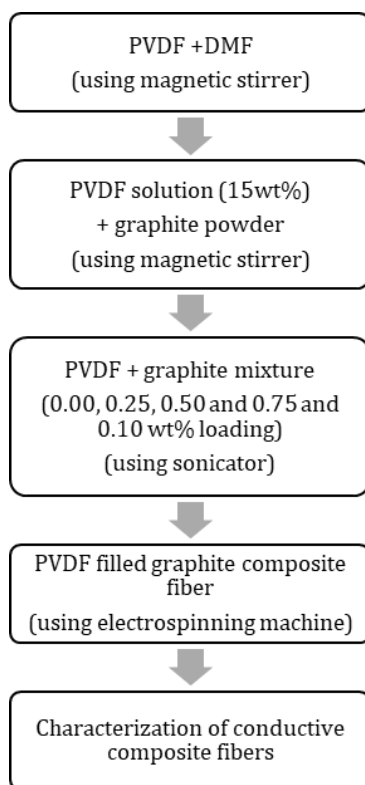 PVDF +DMF
(using magnetic stirrer)
PVDF solution (15wt%)
+ graphite powder
(using magnetic stirrer)
PVDF + graphite mixture
(0.00, 0.25, 0.50 and 0.75 and
0.10 wt% loading)
(using sonicator)
PVDF filled graphite composite
fiber
(using electrospinning machine)
Characterization of conductive
composite fibers